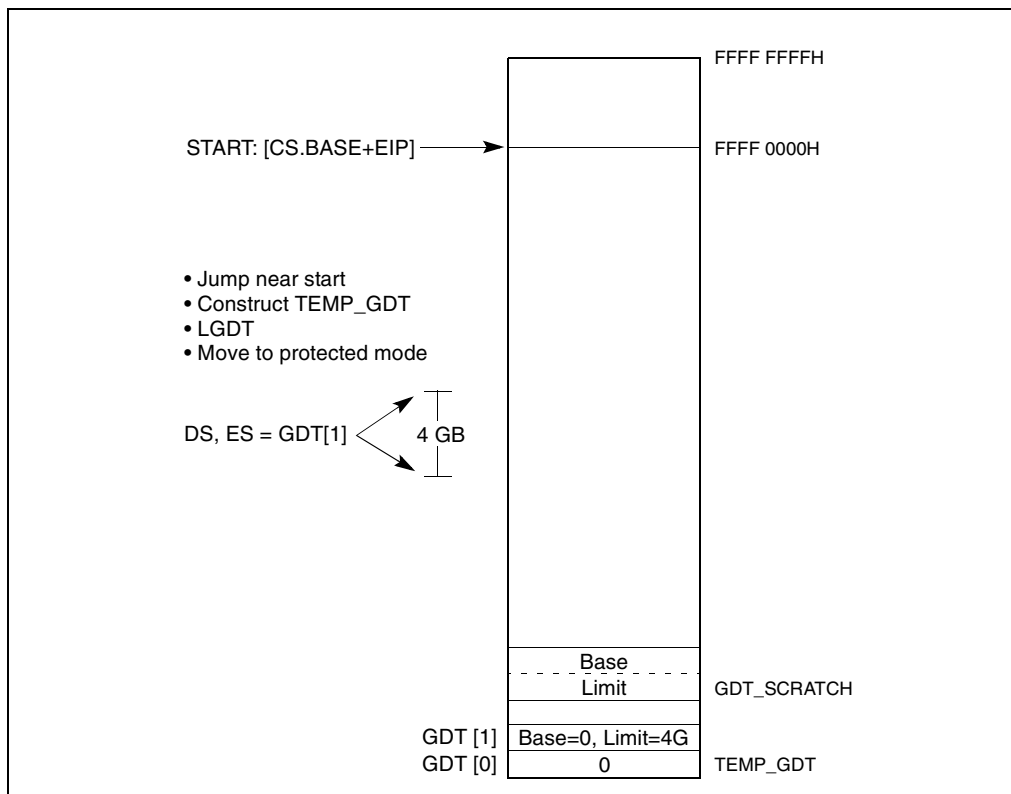 FFFF FFFFH
START: [CS.BASE+EIP]
FFFF 0000H
• Jump near start
• Construct TEMP_GDT
• LGDT
• Move to protected mode
DS, ES = GDT[1]
4 GB
Base
Limit
GDT_SCRATCH
GDT [1]
Base=0, Limit=4G
GDT [0]
0
TEMP_GDT